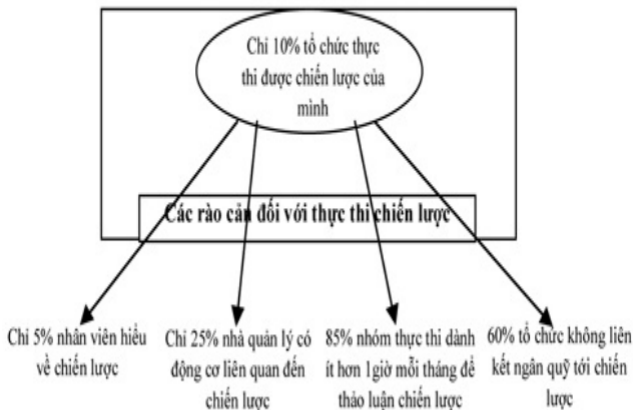 Chỉ 10% tổ chức thực
thi được chiến lược của
mình
Các rào cản đối với thực thi chiến lược
Chỉ 5% nhân viên hiểu
về chiến lược
Chỉ 25% nhà quản lý có
động cơ liên quan đến
chiến lược
85% nhóm thực thi dành
ít hơn 1giờ mỗi tháng để
thảo luận chiến lược
60% tổ chức không liên
kết ngân quỹ tới chiến
lược